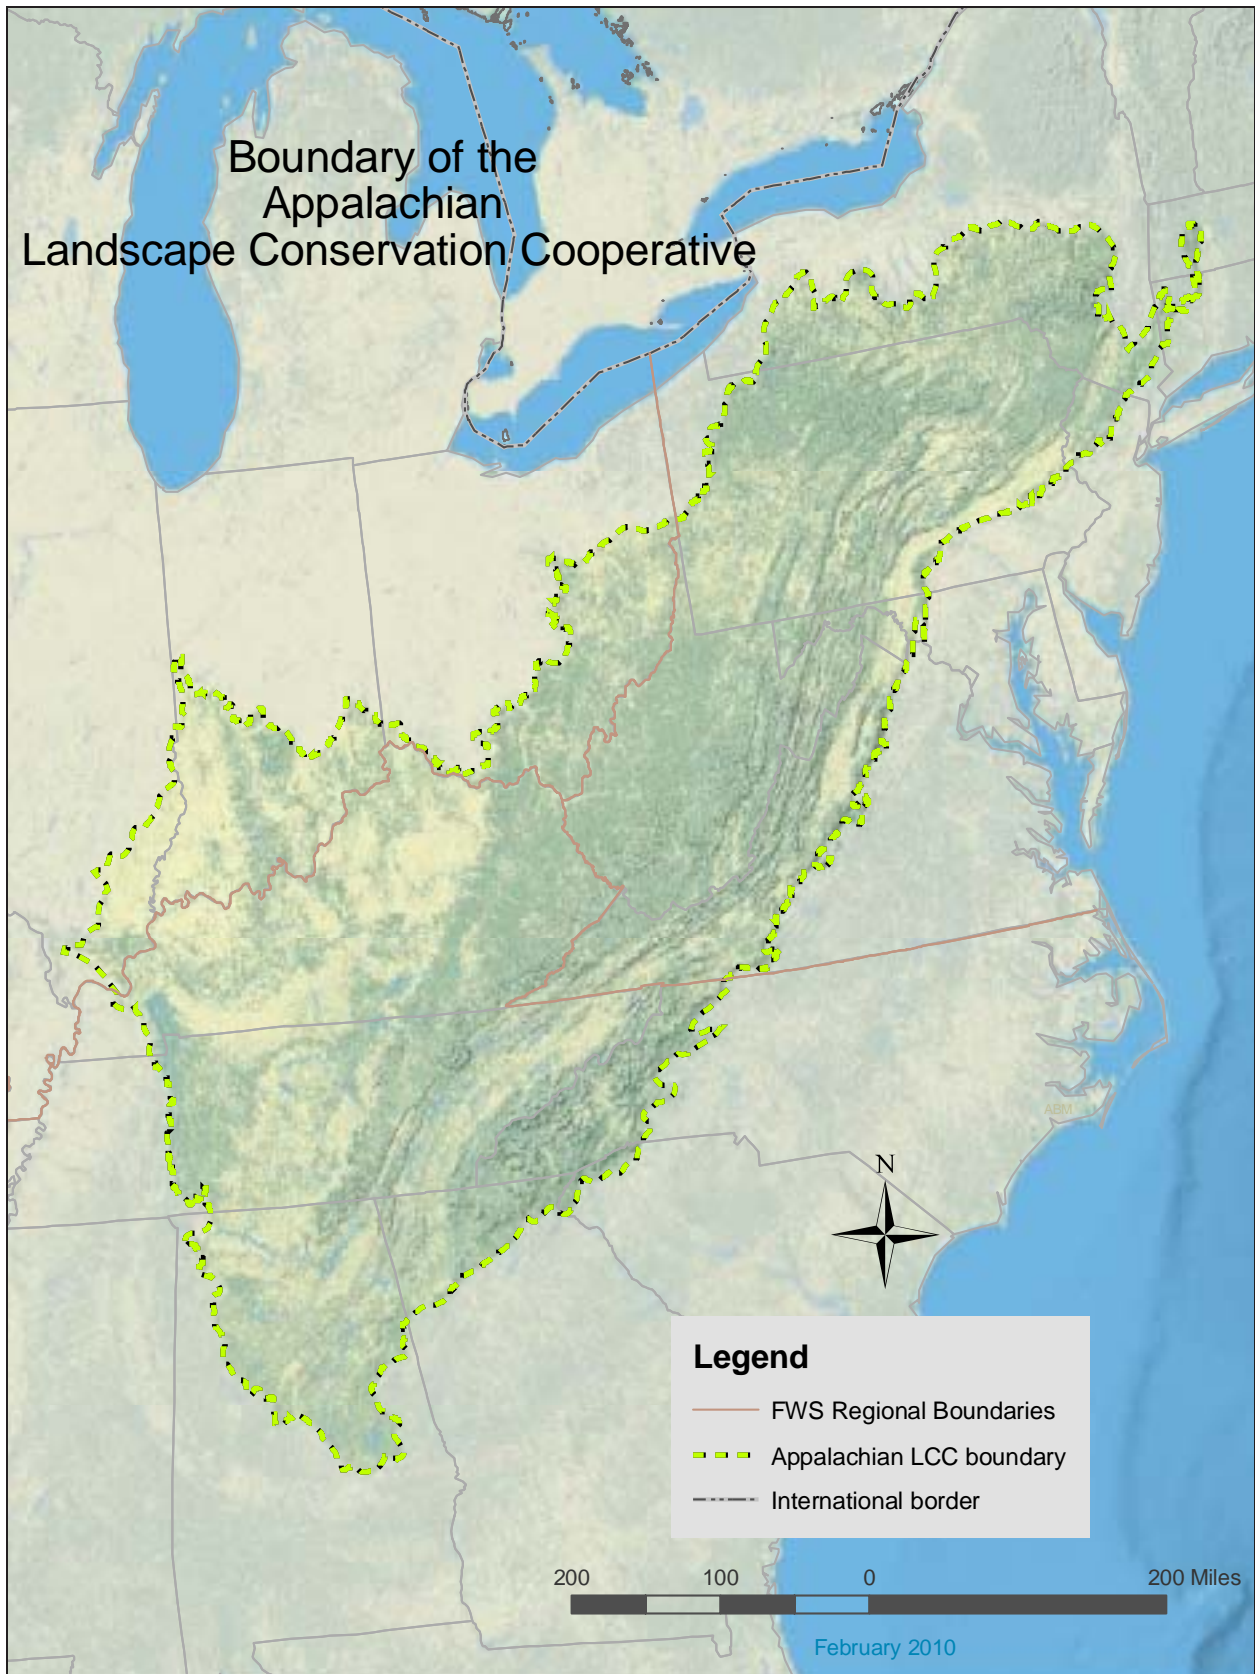 Boundary of the
Appalachian
Landscape Conservation Cooperative
ABM
N
Legend
FWS Regional Boundaries
Appalachian LCC boundary
International border
200 100 0 200 Miles
February 2010